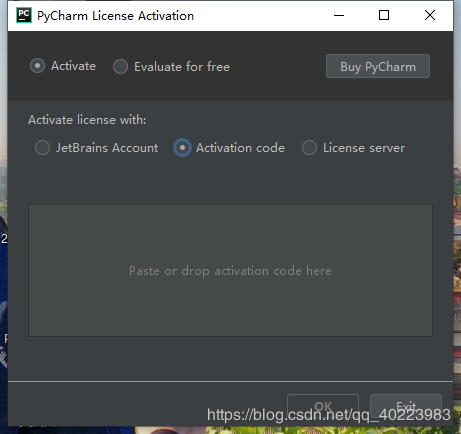 PC PyCharm License Activation
Activate Evaluate for free Buy PyCharm
Activate license with:
JetBrains Account Activation code License server
2
Paste or drop activation code here
OK Exit
https://blog.csdn.net/qq_40223983